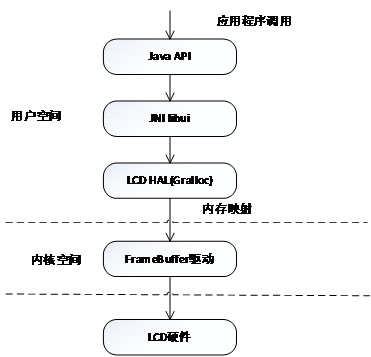 应用程序调用
Java API
用户空间
JNI libui
LCD HAL(Gralloc)
内存映射
内核空间
FrameBuffer驱动
LCD硬件